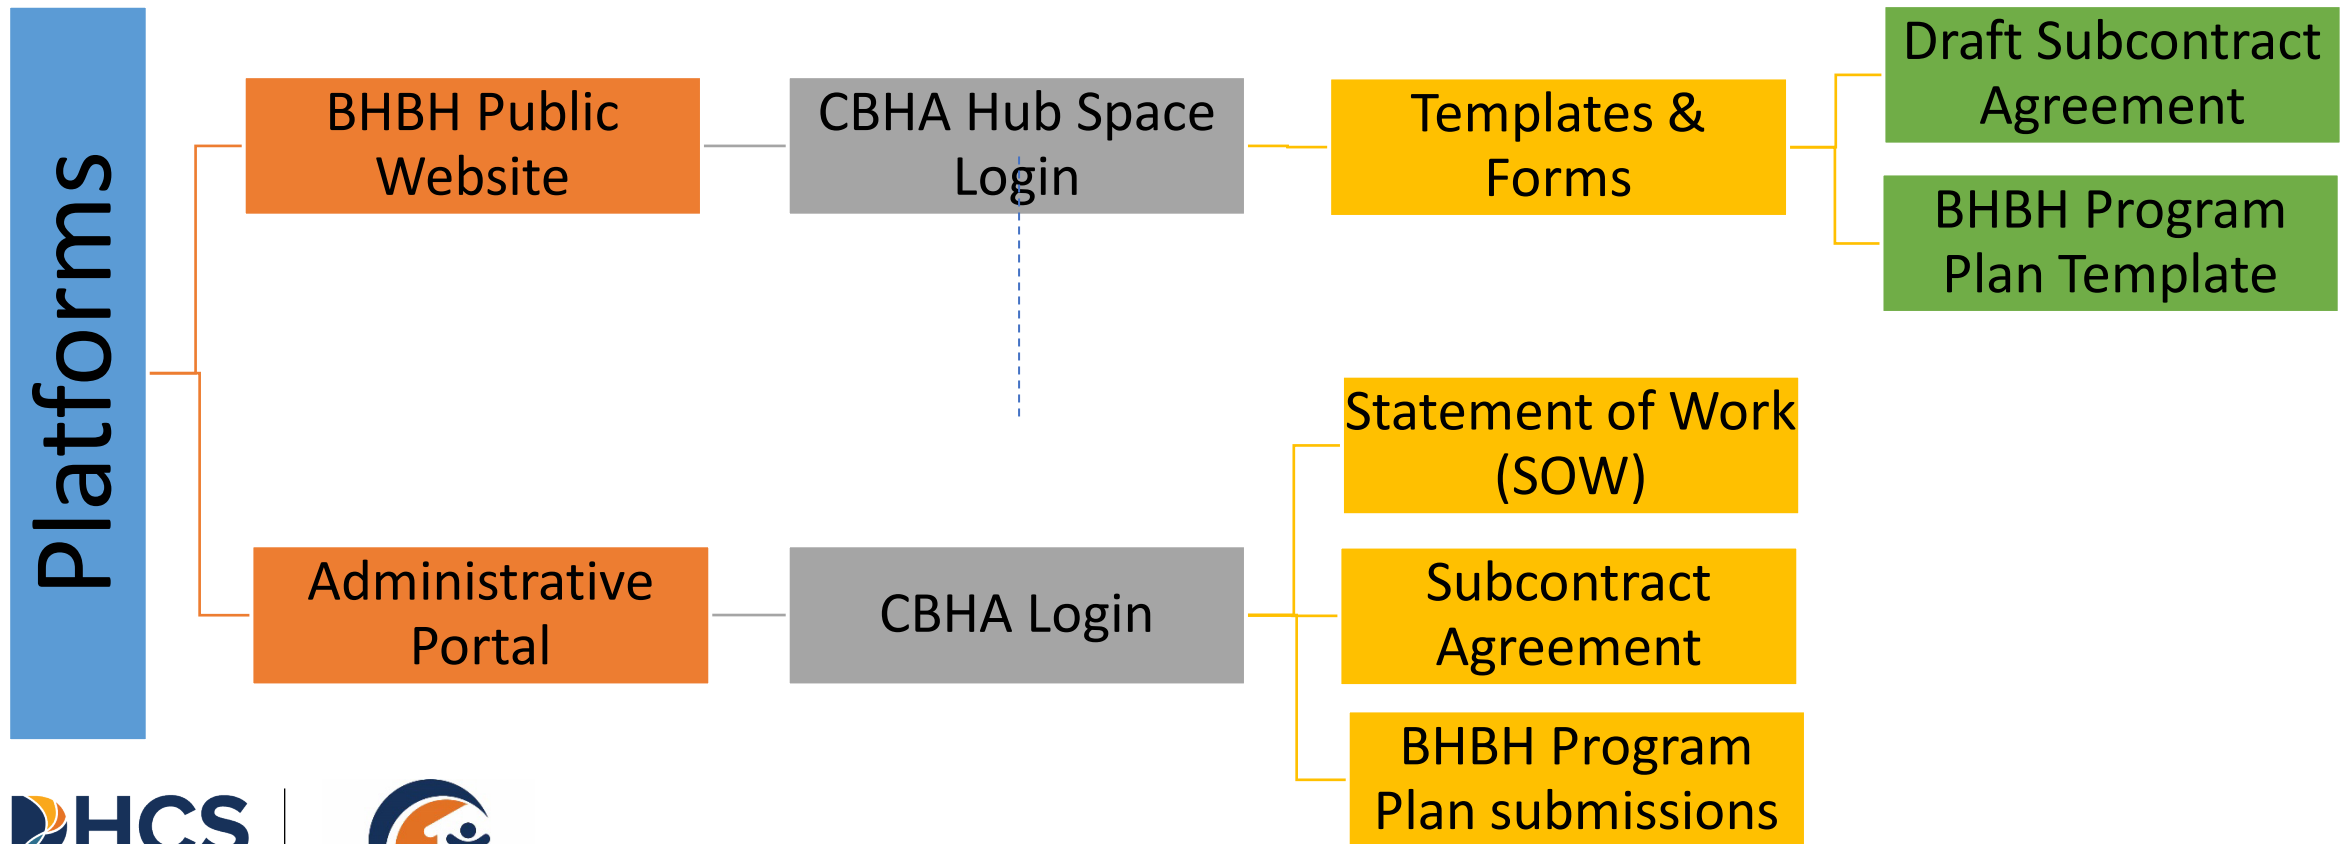 Platforms
BHBH Public
Website
CBHA Hub Space
Login
Templates &
Forms
Draft Subcontract
Agreement
BHBH Program
Plan Template
Administrative
Portal
CBHA Login
Statement of Work
(SOW)
Subcontract
Agreement
BHBH Program
Plan submissions
DHCS